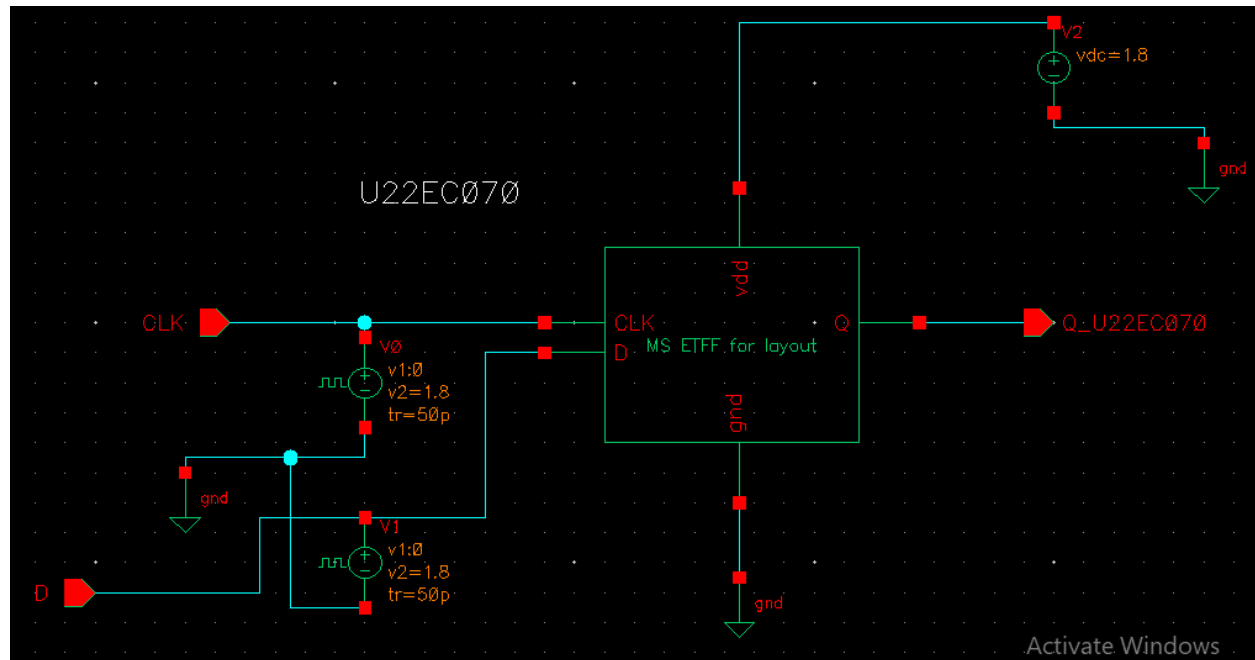 V2
vdc=1.8
gnd
U22EC070
vdd
CLK
CLK
Q
Q_U22EC070
MS ETFF for layout
D
V0
v1:0
v2=1.8
tr=50p
gnd
gnd
V1
v1:0
v2=1.8
tr=50p
D
gnd
Activate Windows